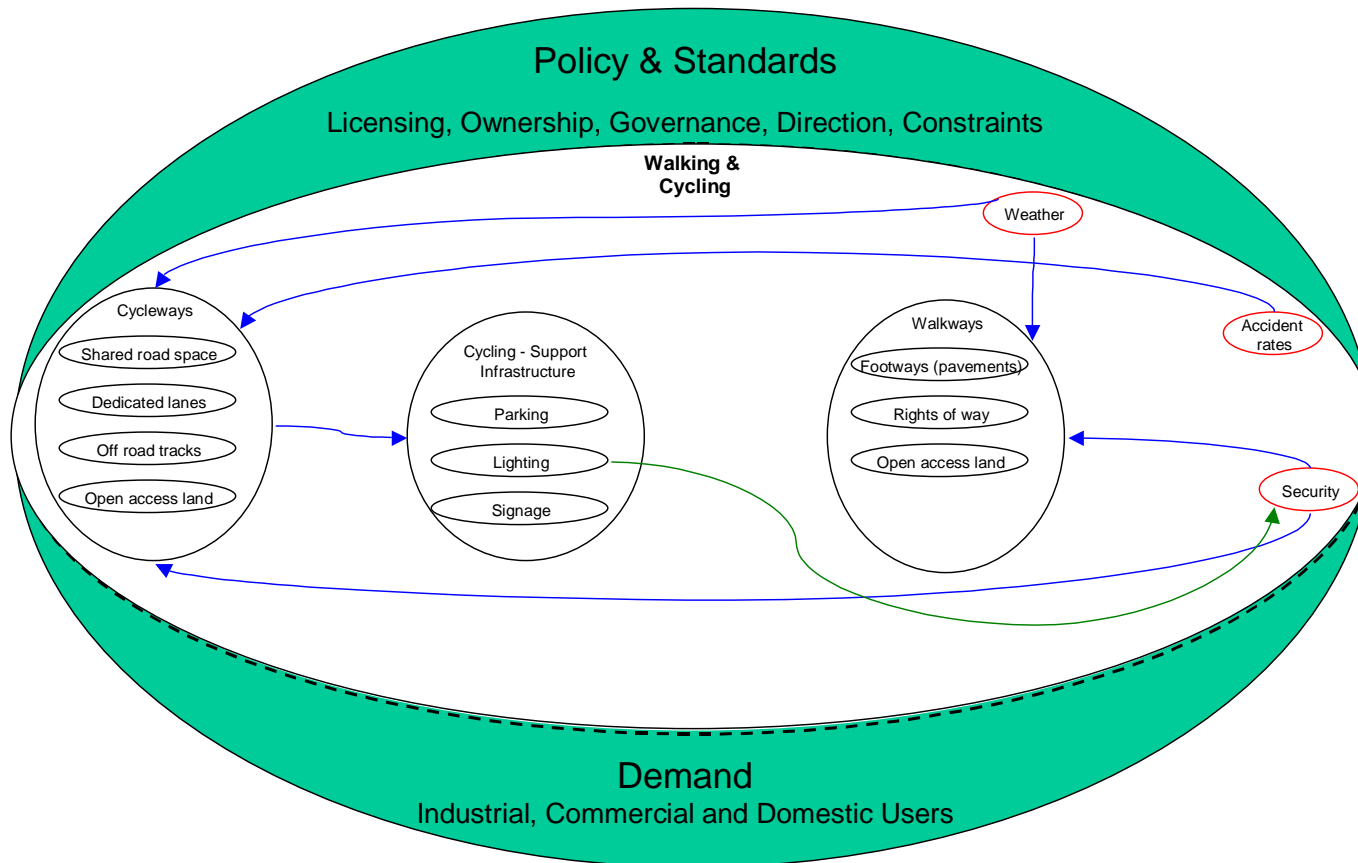 Policy & Standards
Licensing, Ownership, Governance, Direction, Constraints
Walking &
Cycling
Weather
Accident
rates
Cycleways
Shared road space
Dedicated lanes
Off road tracks
Open access land
Cycling - Support
Infrastructure
Parking
Lighting
Signage
Walkways
Footways (pavements)
Rights of way
Open access land
Security
Demand
Industrial, Commercial and Domestic Users